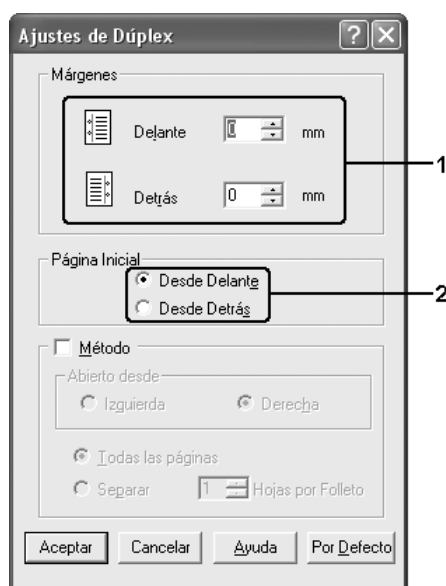 Ajustes de Dúplex
Márgenes
Delante 0 mm
1
Detrás 0 mm
Página Inicial
Desde Delante
2
Desde Detrás
Método
Abierto desde
Izquierda Derecha
Todas las páginas
Separar 1 Hojas por Folleto
Aceptar Cancelar Ayuda Por Defecto